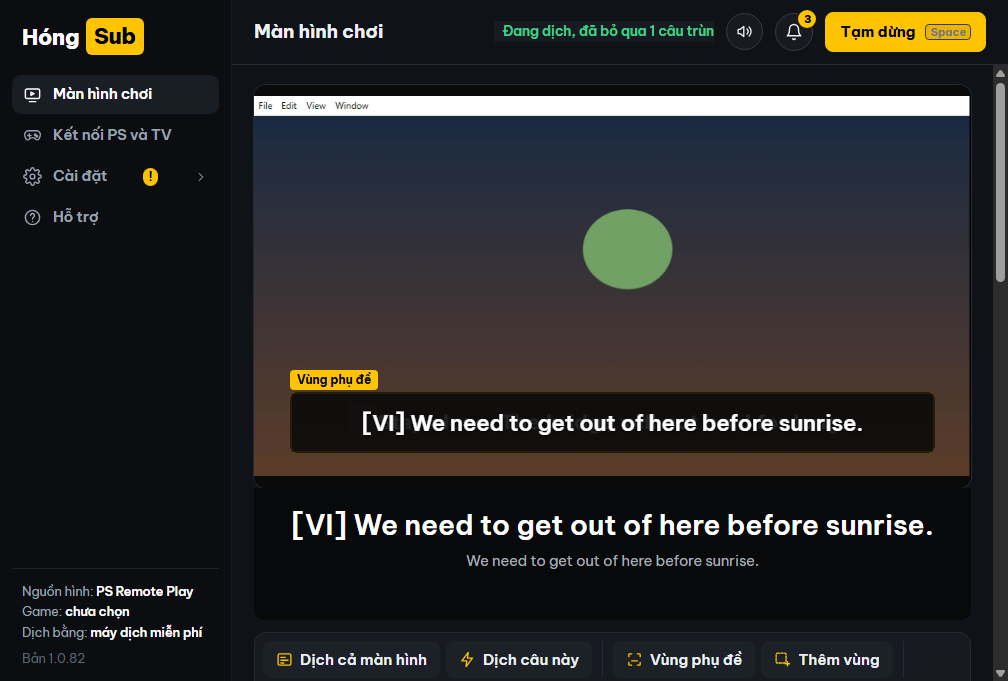 Hóng Sub
Màn hình chơi
Kết nối PS và TV
Cài đặt !
Hỗ trợ
Nguồn hình: PS Remote Play
Game: chưa chọn
Dịch bằng: máy dịch miễn phí
Bản 1.0.82
Màn hình chơi
Đang dịch, đã bỏ qua 1 câu trùn
3
Tạm dừng Space
File Edit View Window
Vùng phụ đề
[VI] We need to get out of here before sunrise.
[VI] We need to get out of here before sunrise.
We need to get out of here before sunrise.
Dịch cả màn hình
Dịch câu này
Vùng phụ đề
Thêm vùng